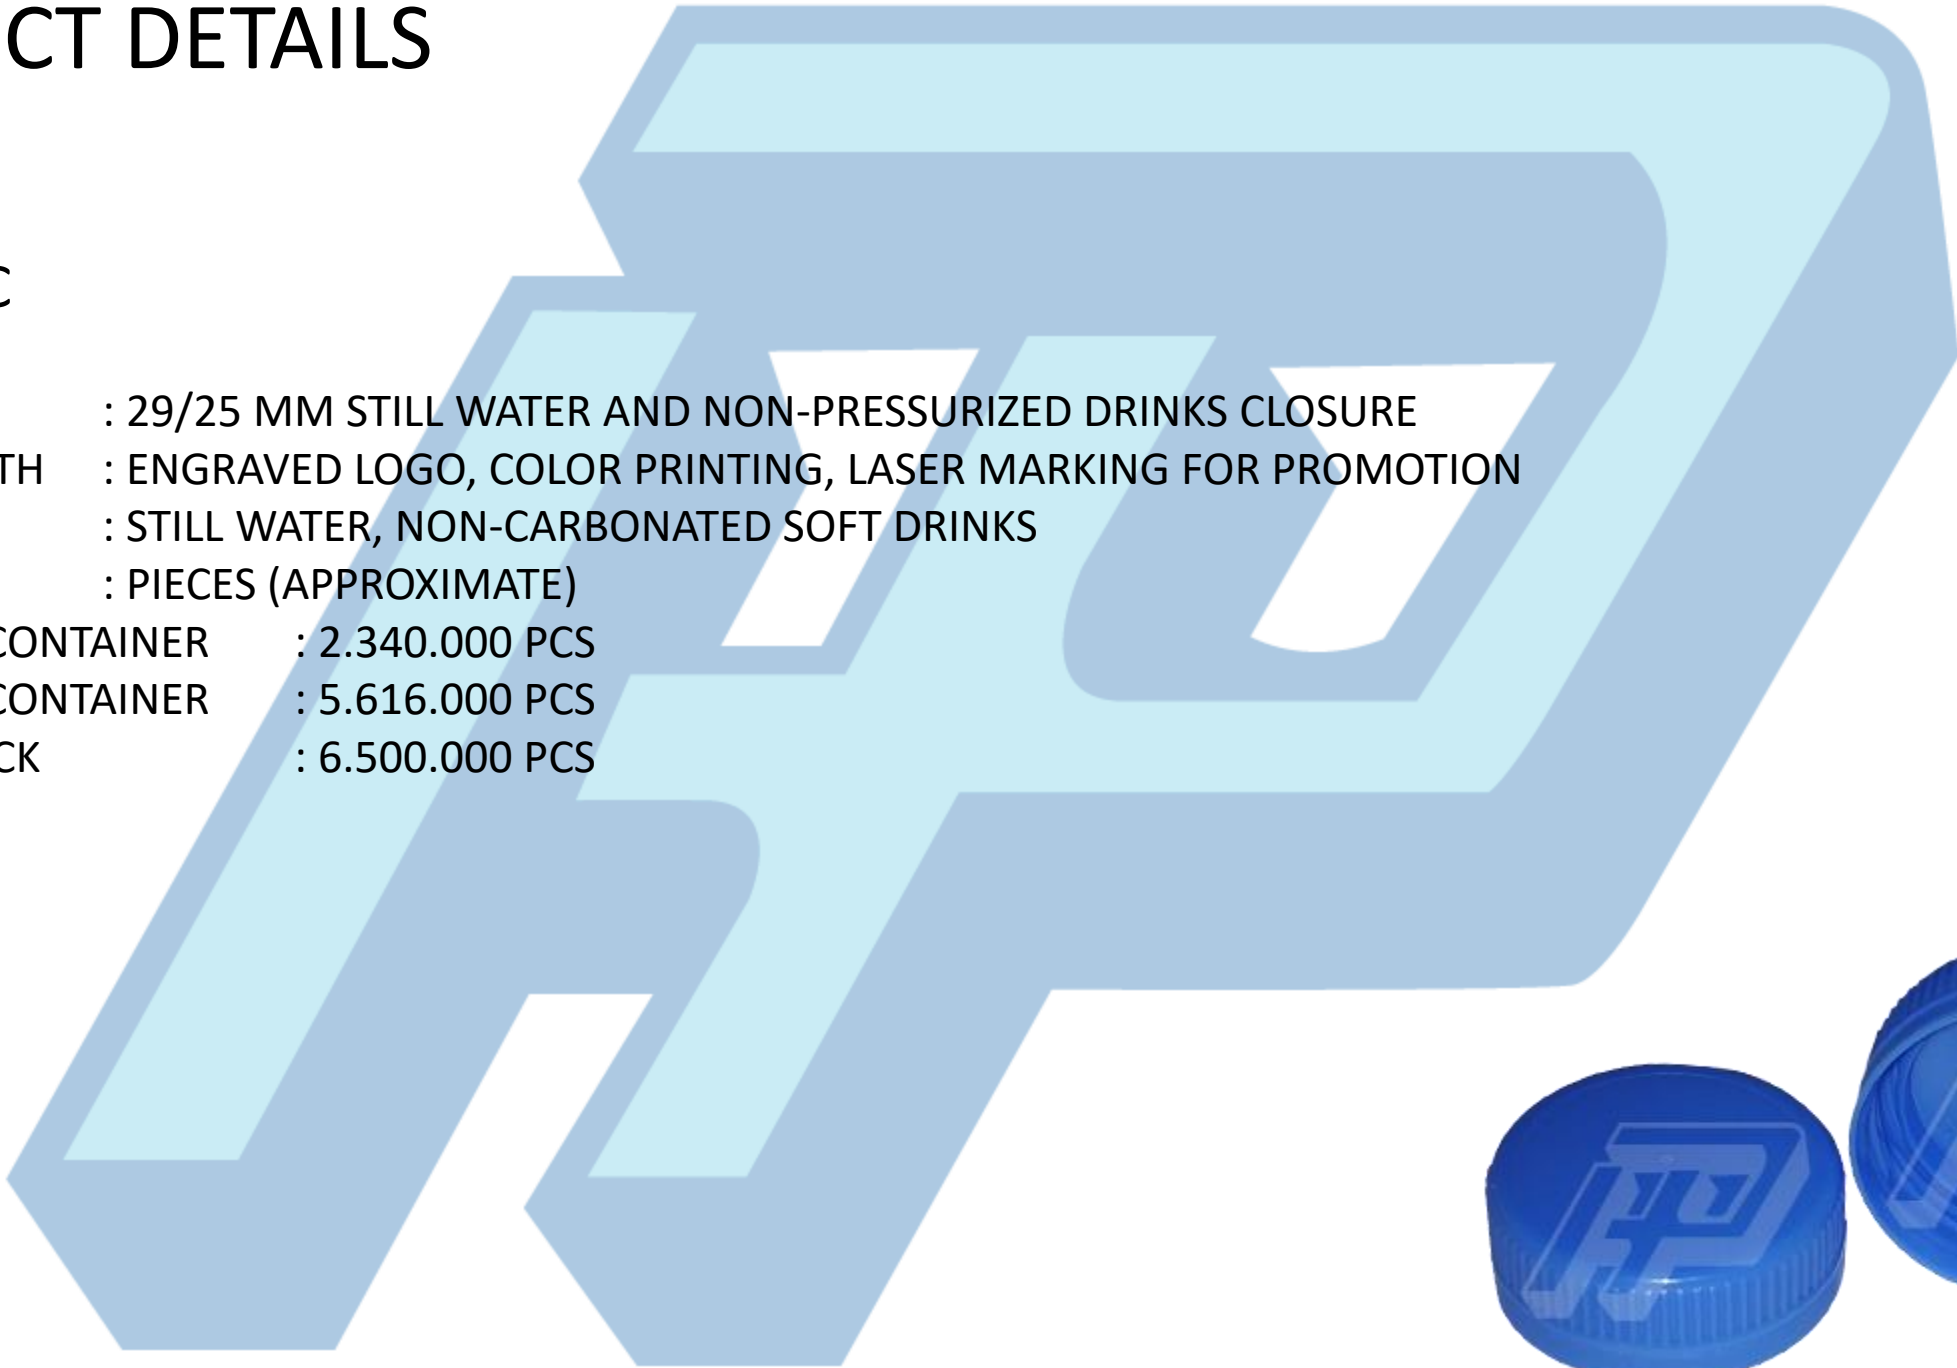 CT DETAILS
C
: 29/25 MM STILL WATER AND NON-PRESSURIZED DRINKS CLOSURE
TH : ENGRAVED LOGO, COLOR PRINTING, LASER MARKING FOR PROMOTION
: STILL WATER, NON-CARBONATED SOFT DRINKS
: PIECES (APPROXIMATE)
CONTAINER : 2.340.000 PCS
CONTAINER : 5.616.000 PCS
CK : 6.500.000 PCS